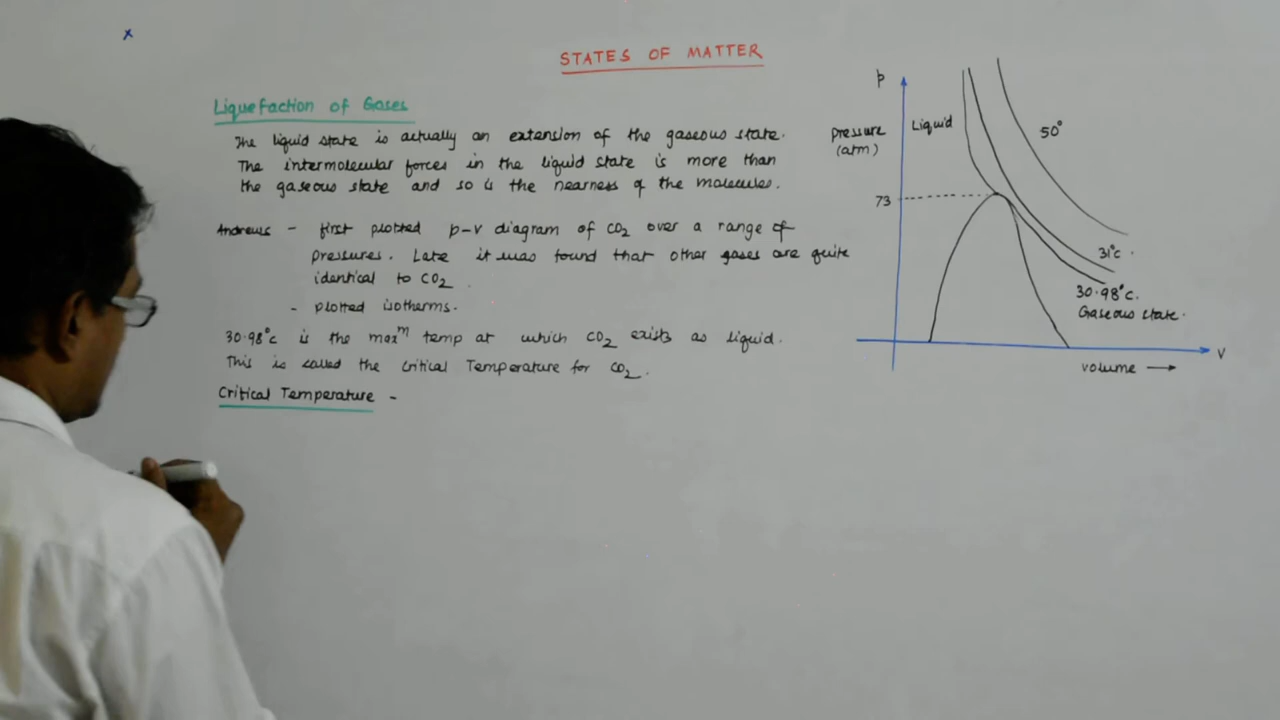 x
STATES OF MATTER
Liquefaction of Gases
The liquid state is actually an extension of the gaseous state.
The intermolecular forces in the liquid state is more than
the gaseous state and so is the nearness of the molecules.
Andrews - first plotted p-v diagram of CO2 over a range of
pressures. Late it was found that other gases are quite
identical to CO2.
- plotted isotherms.
30.98°c is the maxᵐ temp at which CO2 exists as liquid.
This is called the Critical Temperature for CO2.
Critical Temperature -
p
Pressure
(atm)
Liquid
50°
73
31°c.
30.98°c.
Gaseous state.
volume →
v